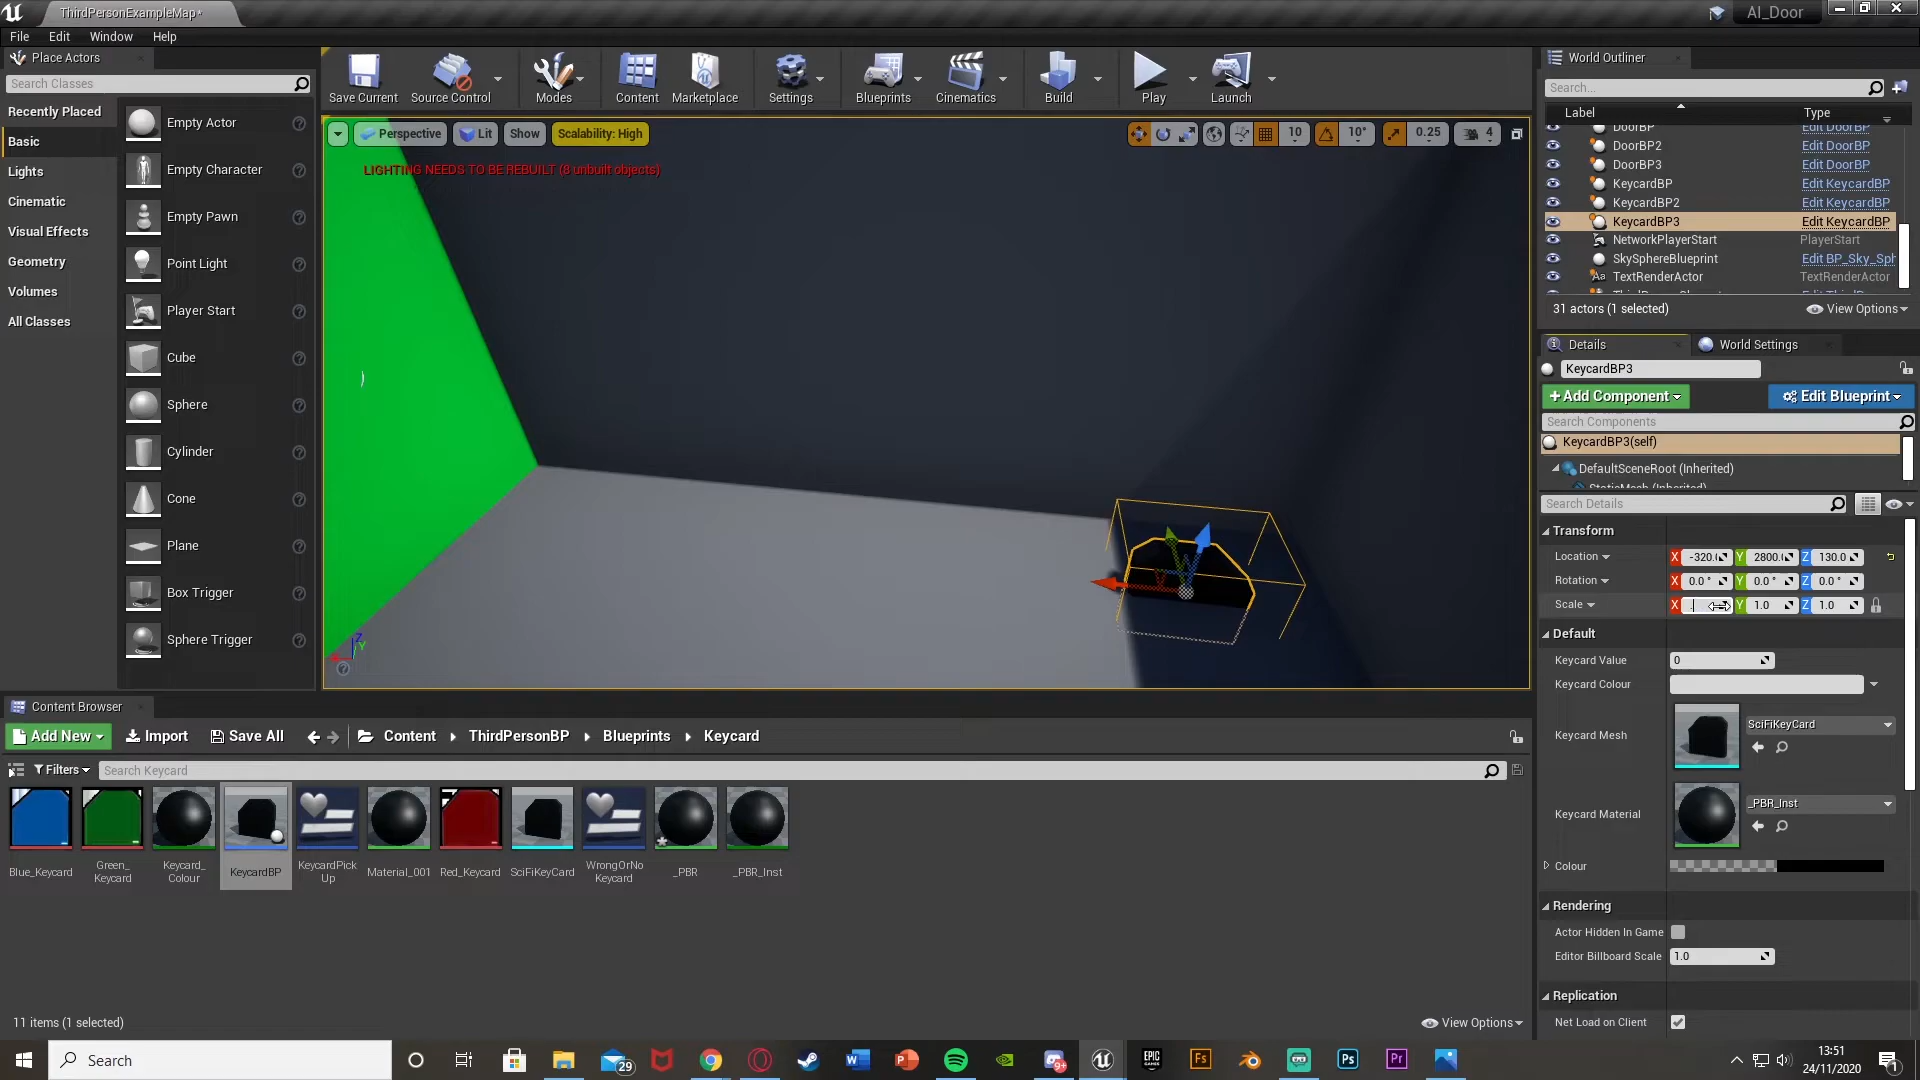 ThirdPersonExampleMap*
AI_Door
File Edit Window Help
Place Actors
Search Classes
Recently Placed
Basic
Lights
Cinematic
Visual Effects
Geometry
Volumes
All Classes
Empty Actor
Empty Character
Empty Pawn
Point Light
Player Start
Cube
Sphere
Cylinder
Cone
Plane
Box Trigger
Sphere Trigger
Save Current
Source Control
Modes
Content
Marketplace
Settings
Blueprints
Cinematics
Build
Play
Launch
Perspective
Lit
Show
Scalability: High
10
10°
0.25
4
LIGHTING NEEDS TO BE REBUILT (8 unbuilt objects)
World Outliner
Search...
Label Type
DoorBP Edit DoorBP
DoorBP2 Edit DoorBP
DoorBP3 Edit DoorBP
KeycardBP Edit KeycardBP
KeycardBP2 Edit KeycardBP
KeycardBP3 Edit KeycardBP
NetworkPlayerStart PlayerStart
SkySphereBlueprint Edit BP_Sky_Sph
TextRenderActor TextRenderActor
31 actors (1 selected)
View Options
Details
World Settings
KeycardBP3
+Add Component
Edit Blueprint
Search Components
KeycardBP3(self)
DefaultSceneRoot (Inherited)
StaticMesh (Inherited)
Search Details
Transform
Location X -320.( Y 2800.( Z 130.0
Rotation X 0.0° Y 0.0° Z 0.0°
Scale X . Y 1.0 Z 1.0
Default
Keycard Value 0
Keycard Colour
Keycard Mesh SciFiKeyCard
Keycard Material _PBR_Inst
Colour
Rendering
Actor Hidden In Game
Editor Billboard Scale 1.0
Replication
Net Load on Client
Content Browser
Add New
Import
Save All
Content
ThirdPersonBP
Blueprints
Keycard
Filters
Search Keycard
Blue_Keycard
Green_
Keycard
Keycard_
Colour
KeycardBP
KeycardPick
Up
Material_001
Red_Keycard
SciFiKeyCard
WrongOrNo
Keycard
_PBR
_PBR_Inst
11 items (1 selected)
View Options
Search
29
13:51
24/11/2020